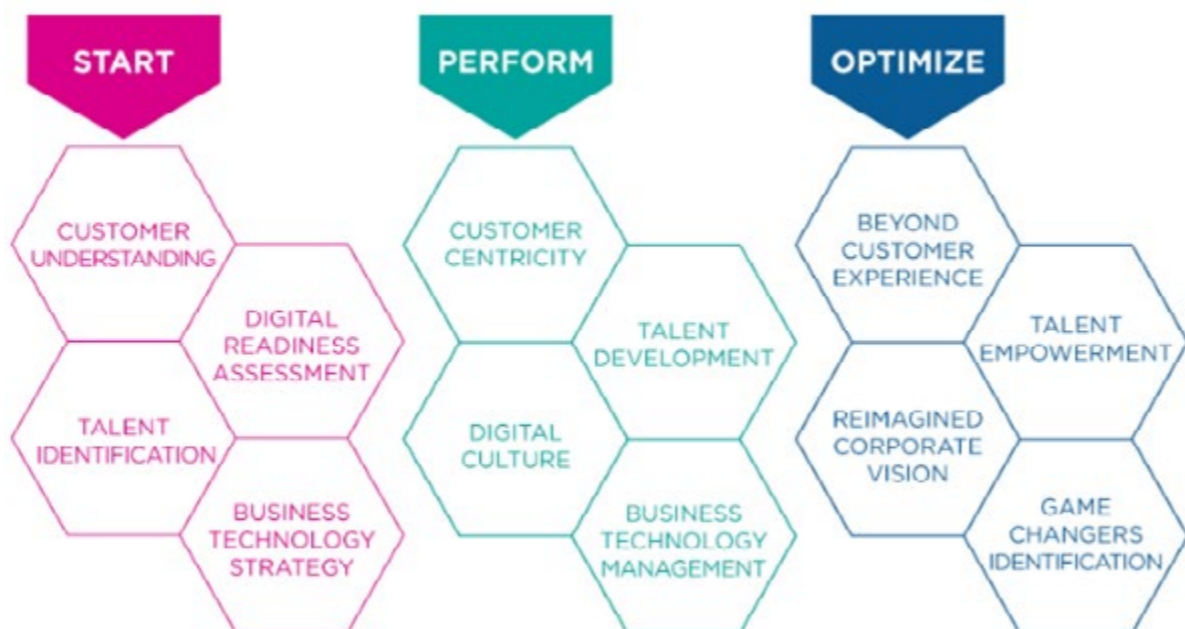 START
CUSTOMER
UNDERSTANDING
DIGITAL
READINESS
ASSESSMENT
TALENT
IDENTIFICATION
BUSINESS
TECHNOLOGY
STRATEGY
PERFORM
CUSTOMER
CENTRICITY
TALENT
DEVELOPMENT
DIGITAL
CULTURE
BUSINESS
TECHNOLOGY
MANAGEMENT
OPTIMIZE
BEYOND
CUSTOMER
EXPERIENCE
TALENT
EMPOWERMENT
REIMAGINED
CORPORATE
VISION
GAME
CHANGERS
IDENTIFICATION